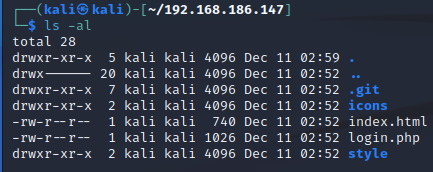 ┌──(kali㉿kali)-[~/192.168.186.147]
└─$ ls -al
total 28
drwxr-xr-x  5 kali kali 4096 Dec 11 02:59 .
drwx------ 20 kali kali 4096 Dec 11 02:52 ..
drwxr-xr-x  7 kali kali 4096 Dec 11 02:52 .git
drwxr-xr-x  2 kali kali 4096 Dec 11 02:52 icons
-rw-r--r--  1 kali kali  740 Dec 11 02:52 index.html
-rw-r--r--  1 kali kali 1026 Dec 11 02:52 login.php
drwxr-xr-x  2 kali kali 4096 Dec 11 02:52 style